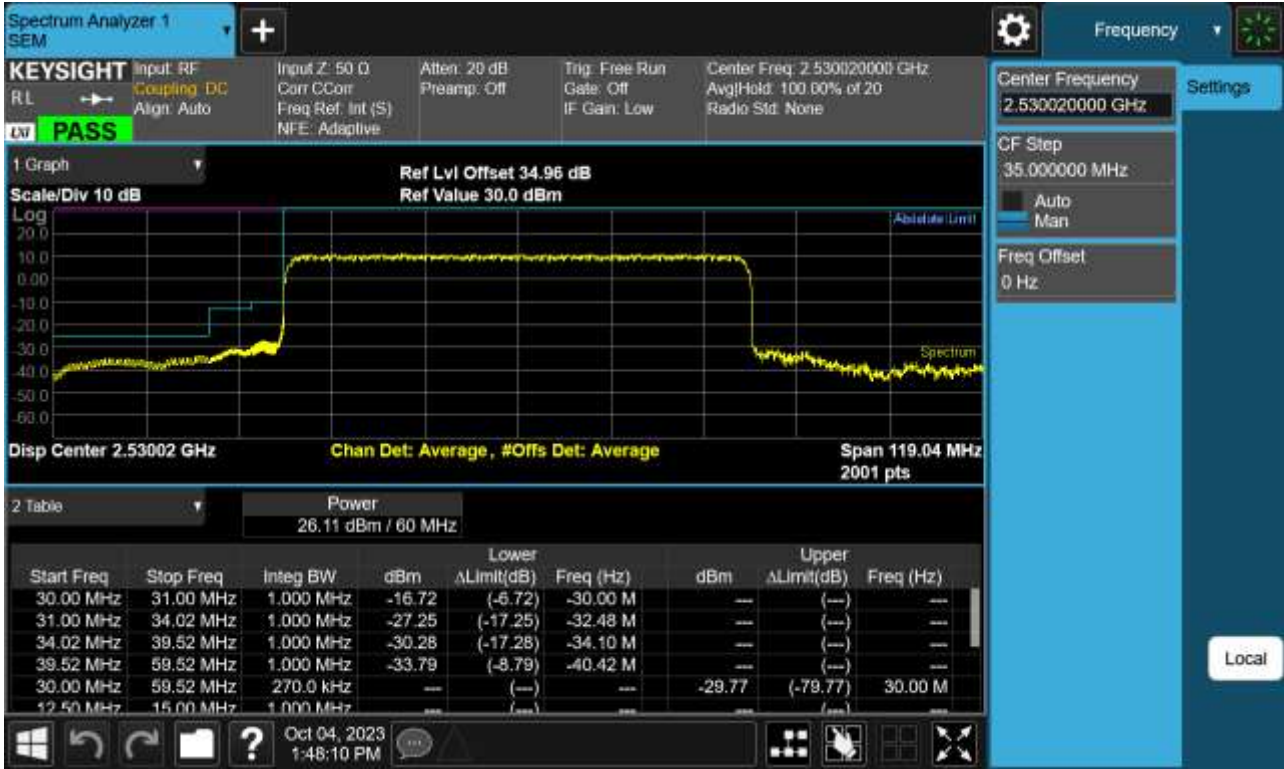 Spectrum Analyzer 1
SEM
Frequency
KEYSIGHT
RL
LXI
PASS
Input: RF
Coupling: DC
Align: Auto
Input Z: 50 Ω
Corr CCorr
Freq Ref: Int (S)
NFE: Adaptive
Atten: 20 dB
Preamp: Off
Trig: Free Run
Gate: Off
IF Gain: Low
Center Freq: 2.530020000 GHz
Avg|Hold: 100.00% of 20
Radio Std: None
Center Frequency
2.530020000 GHz
Settings
CF Step
35.000000 MHz
Auto
Man
Freq Offset
0 Hz
1 Graph
Scale/Div 10 dB
Ref Lvl Offset 34.96 dB
Ref Value 30.0 dBm
Log
Absolute Limit
20.0
10.0
0.00
-10.0
-20.0
-30.0
Spectrum
-40.0
-50.0
-60.0
Disp Center 2.53002 GHz
Chan Det: Average, #Offs Det: Average
Span 119.04 MHz
2001 pts
2 Table
Power
26.11 dBm / 60 MHz
Lower Upper
Start Freq Stop Freq Integ BW dBm ΔLimit(dB) Freq (Hz) dBm ΔLimit(dB) Freq (Hz)
30.00 MHz 31.00 MHz 1.000 MHz -16.72 (-6.72) -30.00 M --- (---) ---
31.00 MHz 34.02 MHz 1.000 MHz -27.25 (-17.25) -32.48 M --- (---) ---
34.02 MHz 39.52 MHz 1.000 MHz -30.28 (-17.28) -34.10 M --- (---) ---
39.52 MHz 59.52 MHz 1.000 MHz -33.79 (-8.79) -40.42 M --- (---) ---
30.00 MHz 59.52 MHz 270.0 kHz --- (---) --- -29.77 (-79.77) 30.00 M
12.50 MHz 15.00 MHz 1.000 MHz --- (---) --- --- (---) ---
Local
?
Oct 04, 2023
1:48:10 PM